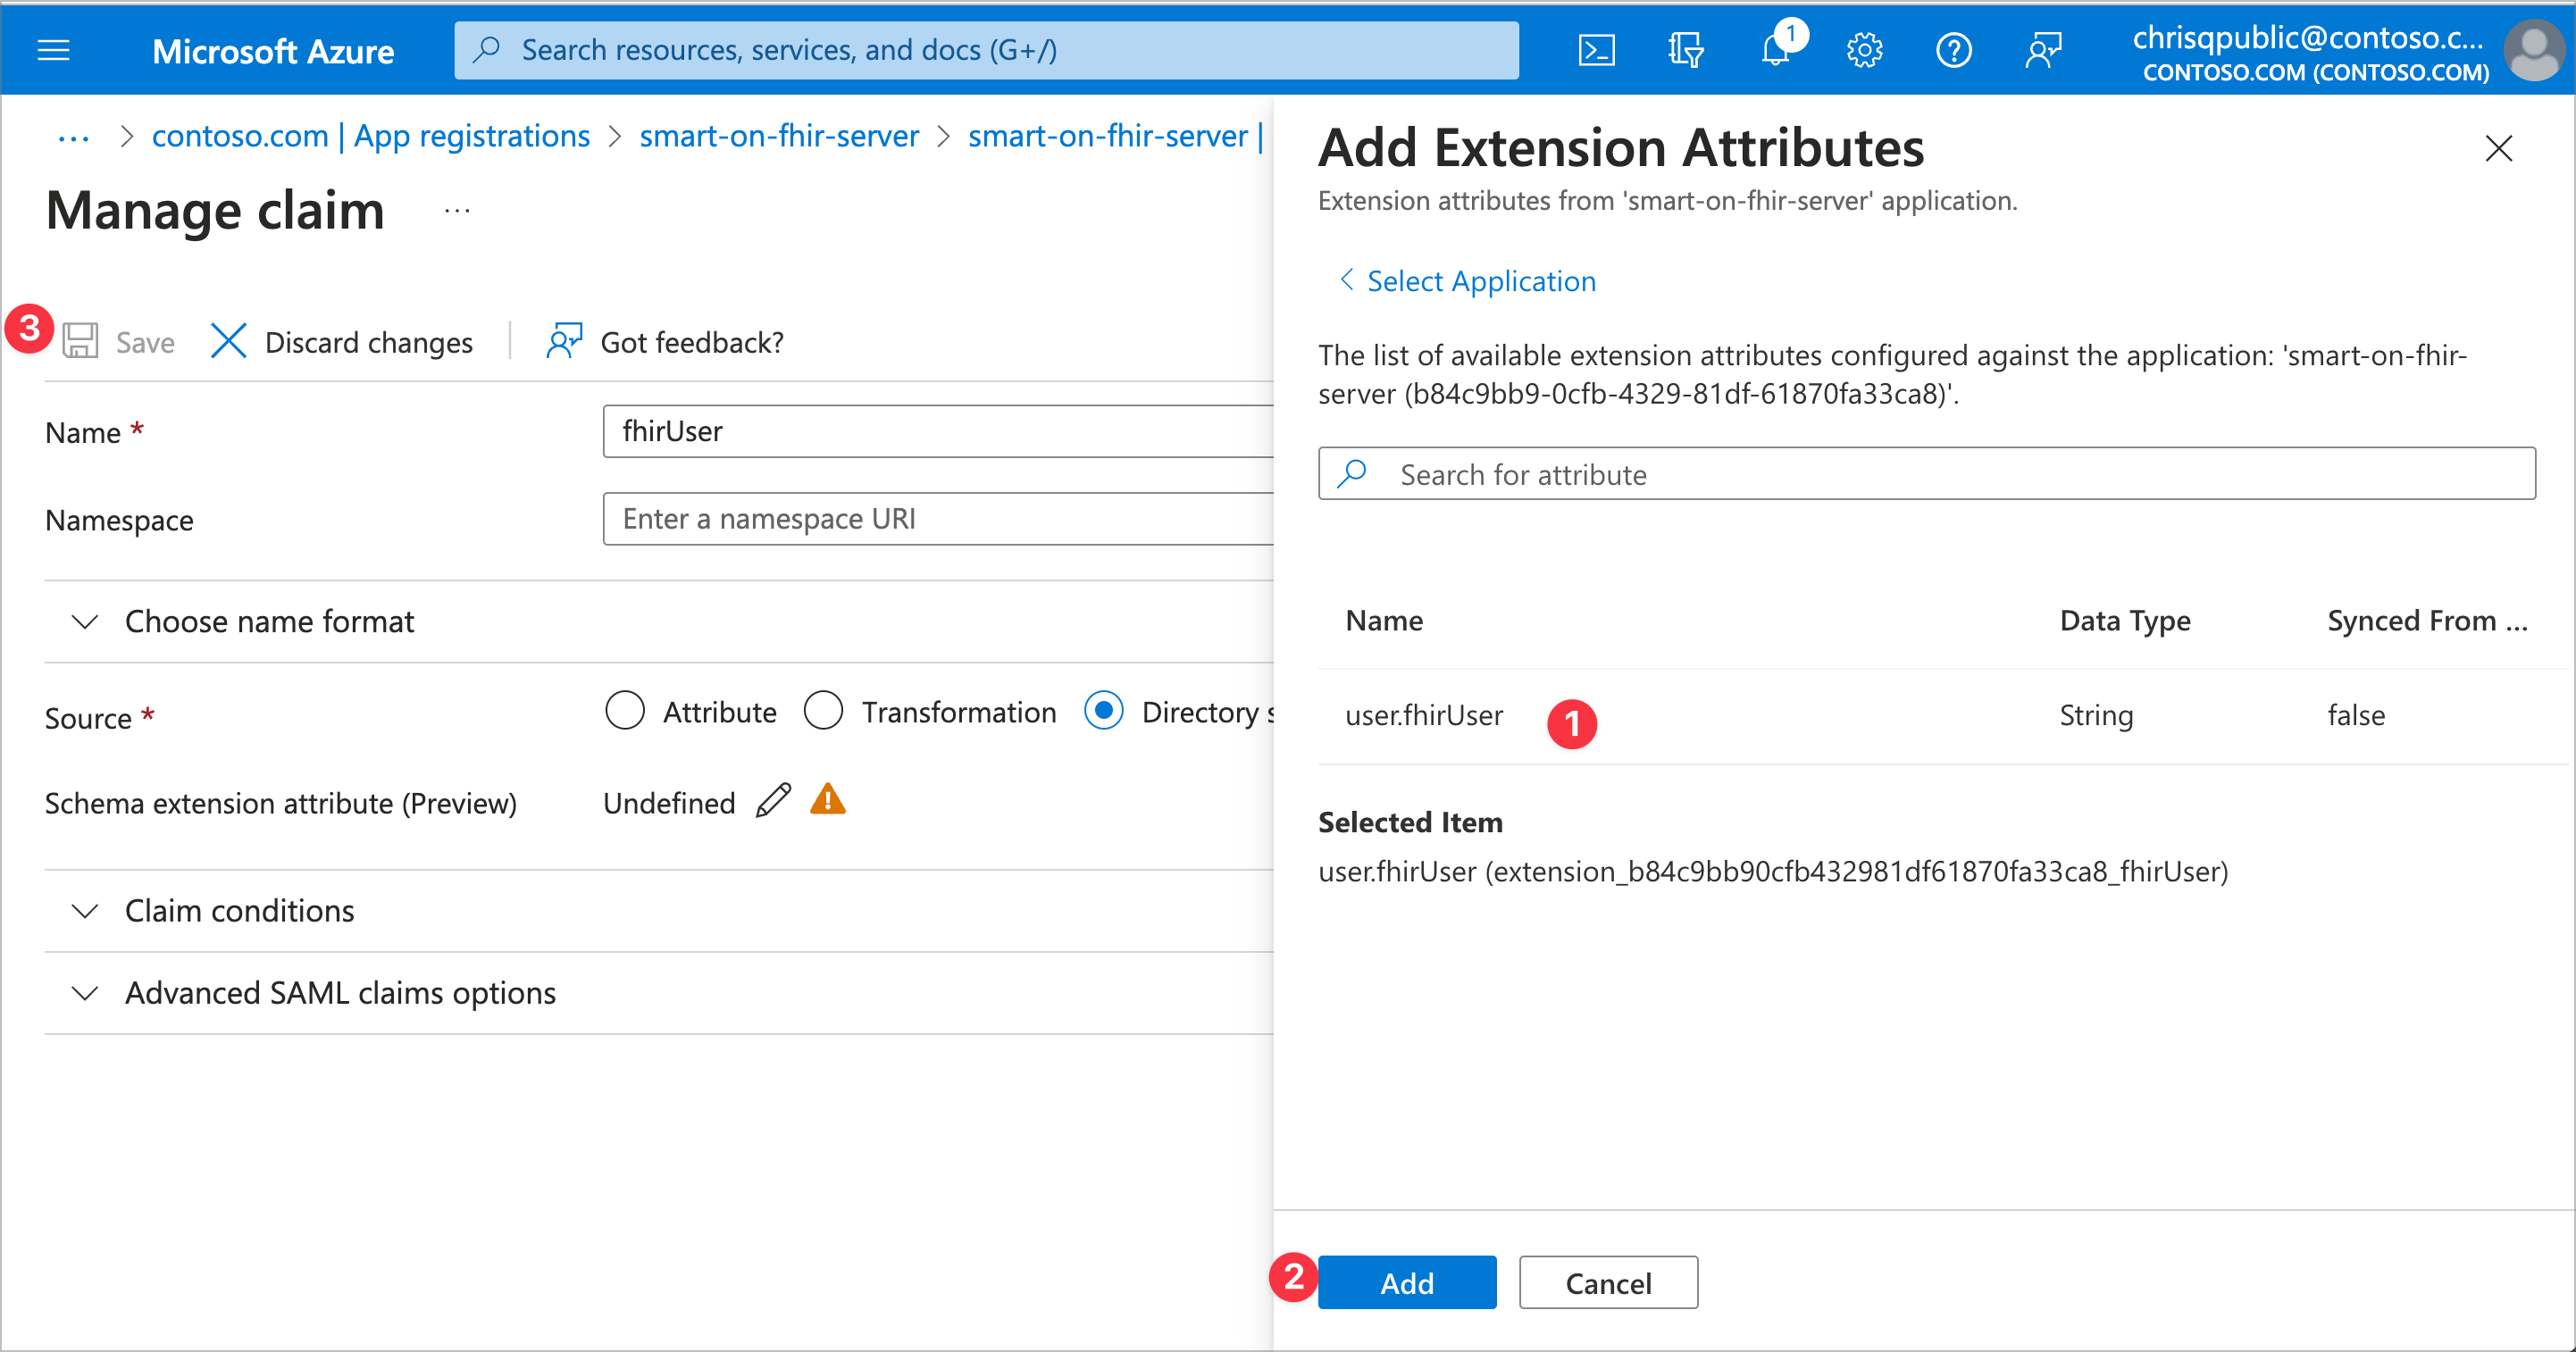 Microsoft Azure
Search resources, services, and docs (G+/)
1
chrisqpublic@contoso.c...
CONTOSO.COM (CONTOSO.COM)
... > contoso.com | App registrations > smart-on-fhir-server > smart-on-fhir-server |
Manage claim ...
3 Save Discard changes | Got feedback?
Name *
fhirUser
Namespace
Enter a namespace URI
Choose name format
Source *
Attribute Transformation Directory
Schema extension attribute (Preview)
Undefined
Claim conditions
Advanced SAML claims options
Add Extension Attributes
Extension attributes from 'smart-on-fhir-server' application.
< Select Application
The list of available extension attributes configured against the application: 'smart-on-fhir-
server (b84c9bb9-0cfb-4329-81df-61870fa33ca8)'.
Search for attribute
Name Data Type Synced From ...
user.fhirUser 1 String false
Selected Item
user.fhirUser (extension_b84c9bb90cfb432981df61870fa33ca8_fhirUser)
2 Add Cancel